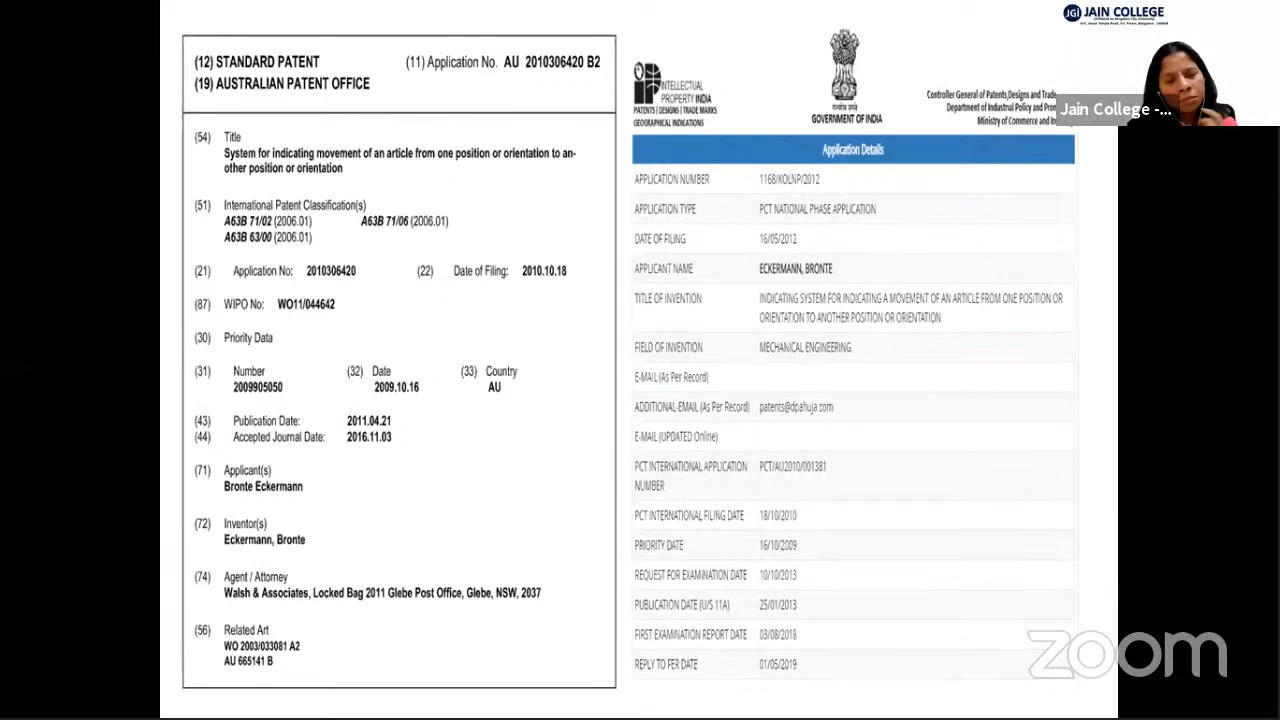 JGI JAIN COLLEGE
(12) STANDARD PATENT (11) Application No. AU 2010306420 B2
(19) AUSTRALIAN PATENT OFFICE
(54) Title
System for indicating movement of an article from one position or orientation to an-
other position or orientation
(51) International Patent Classification(s)
A63B 71/02 (2006.01) A63B 71/06 (2006.01)
A63B 63/00 (2006.01)
(21) Application No: 2010306420 (22) Date of Filing: 2010.10.18
(87) WIPO No: WO11/044642
(30) Priority Data
(31) Number (32) Date (33) Country
2009905050 2009.10.16 AU
(43) Publication Date: 2011.04.21
(44) Accepted Journal Date: 2016.11.03
(71) Applicant(s)
Bronte Eckermann
(72) Inventor(s)
Eckermann, Bronte
(74) Agent / Attorney
Walsh & Associates, Locked Bag 2011 Glebe Post Office, Glebe, NSW, 2037
(56) Related Art
WO 2003/033081 A2
AU 665141 B
INTELLECTUAL
PROPERTY INDIA
PATENTS | DESIGNS | TRADE MARKS
GEOGRAPHICAL INDICATIONS
सत्यमेव जयते
GOVERNMENT OF INDIA
Controller General of Patents,Designs and Trade
Department of Industrial Policy and Pro
Ministry of Commerce and In
Jain College -...
Application Details
APPLICATION NUMBER 1168/KOLNP/2012
APPLICATION TYPE PCT NATIONAL PHASE APPLICATION
DATE OF FILING 16/05/2012
APPLICANT NAME ECKERMANN, BRONTE
TITLE OF INVENTION INDICATING SYSTEM FOR INDICATING A MOVEMENT OF AN ARTICLE FROM ONE POSITION OR
ORIENTATION TO ANOTHER POSITION OR ORIENTATION
FIELD OF INVENTION MECHANICAL ENGINEERING
E-MAIL (As Per Record)
ADDITIONAL-EMAIL (As Per Record) patents@dpahuja.com
E-MAIL (UPDATED Online)
PCT INTERNATIONAL APPLICATION PCT/AU2010/001381
NUMBER
PCT INTERNATIONAL FILING DATE 18/10/2010
PRIORITY DATE 16/10/2009
REQUEST FOR EXAMINATION DATE 10/10/2013
PUBLICATION DATE (U/S 11A) 25/01/2013
FIRST EXAMINATION REPORT DATE 03/08/2018
REPLY TO FER DATE 01/05/2019
zoom